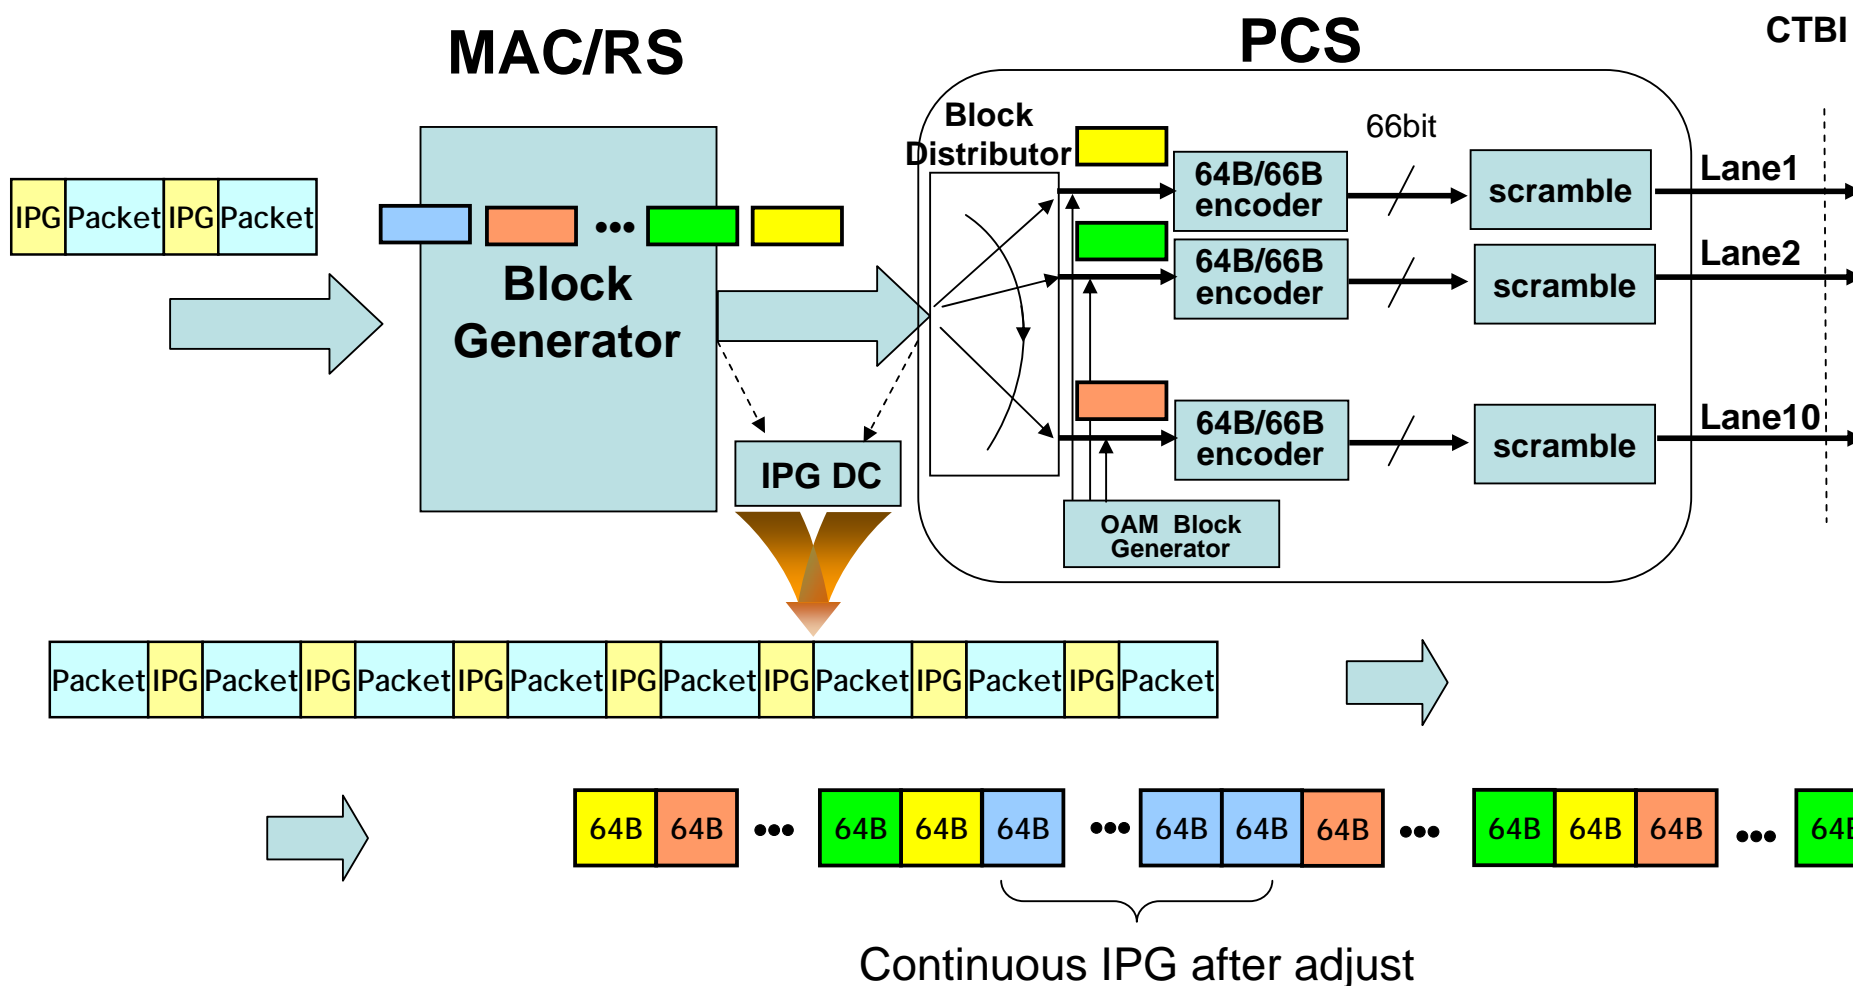 MAC/RS
PCS
CTBI
Block
Distributor
66bit
64B/66B
encoder
scramble
Lane1
IPG Packet IPG Packet
Block
Generator
64B/66B
encoder
scramble
Lane2
64B/66B
encoder
scramble
Lane10
IPG DC
OAM Block
Generator
Packet IPG Packet IPG Packet IPG Packet IPG Packet IPG Packet IPG Packet IPG Packet
64B 64B ••• 64B 64B 64B ••• 64B 64B 64B ••• 64B 64B 64B ••• 64B
Continuous IPG after adjust